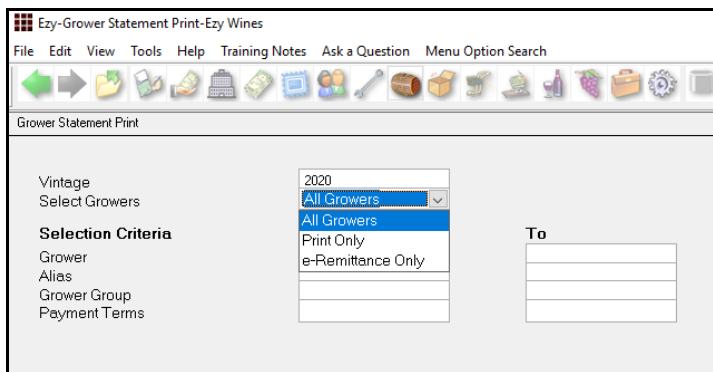 Ezy-Grower Statement Print-Ezy Wines
File Edit View Tools Help Training Notes Ask a Question Menu Option Search
Grower Statement Print
Vintage 2020
Select Growers All Growers
All Growers
Selection Criteria To
Print Only
Grower e-Remittance Only
Alias
Grower Group
Payment Terms